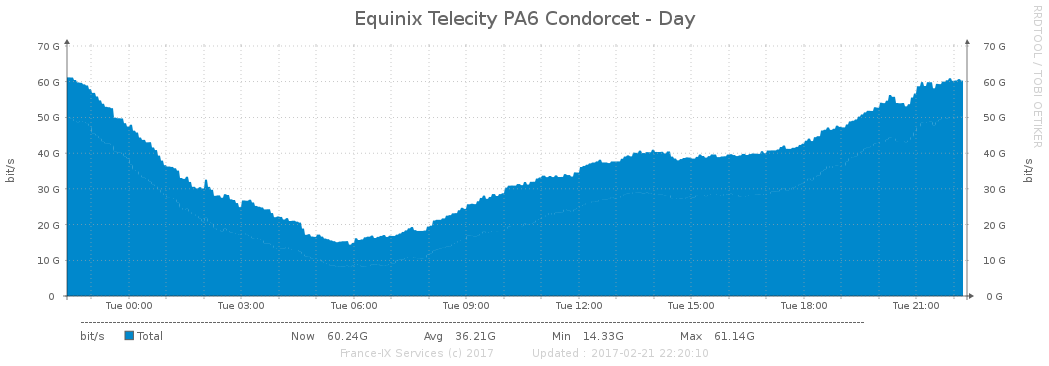 Equinix Telecity PA6 Condorcet - Day
RRDTOOL / TOBI OETIKER
70 G 70 G
60 G 60 G
50 G 50 G
40 G 40 G
30 G 30 G
20 G 20 G
10 G 10 G
0 0 G
bit/s
bit/s
Tue 00:00 Tue 03:00 Tue 06:00 Tue 09:00 Tue 12:00 Tue 15:00 Tue 18:00 Tue 21:00
bit/s Total Now 60.24G Avg 36.21G Min 14.33G Max 61.14G
France-IX Services (c) 2017 Updated : 2017-02-21 22:20:10